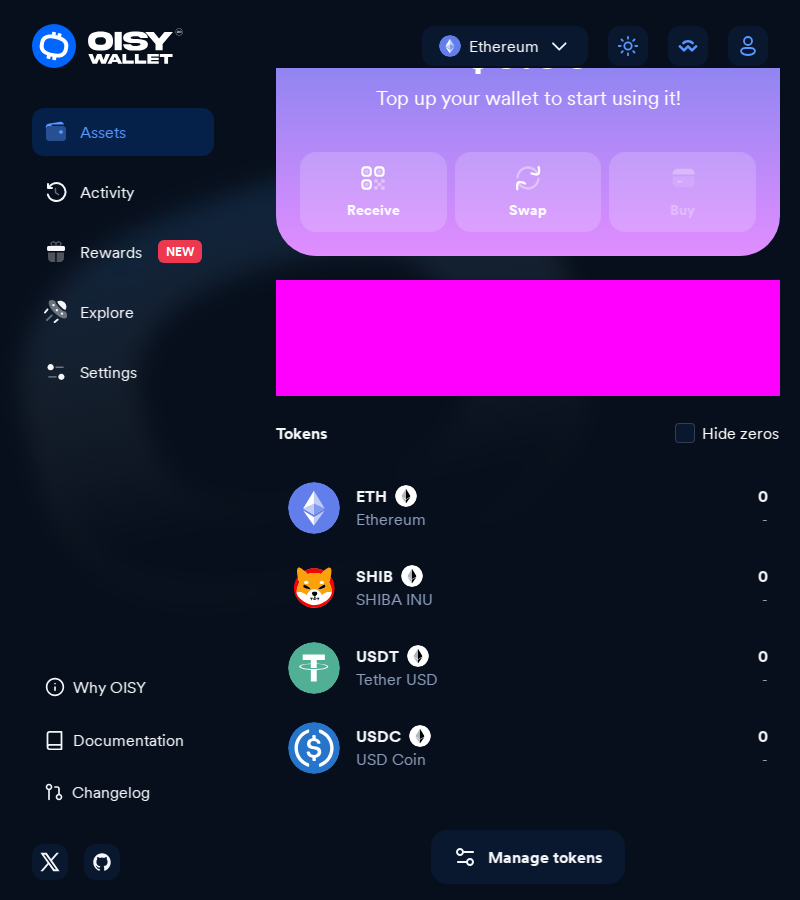 OISY
WALLET
Ethereum
Top up your wallet to start using it!
Receive
Swap
Buy
Assets
Activity
Rewards NEW
Explore
Settings
Tokens
Hide zeros
ETH
0
Ethereum
-
SHIB
0
SHIBA INU
-
USDT
0
Tether USD
-
USDC
0
USD Coin
-
Why OISY
Documentation
Changelog
Manage tokens